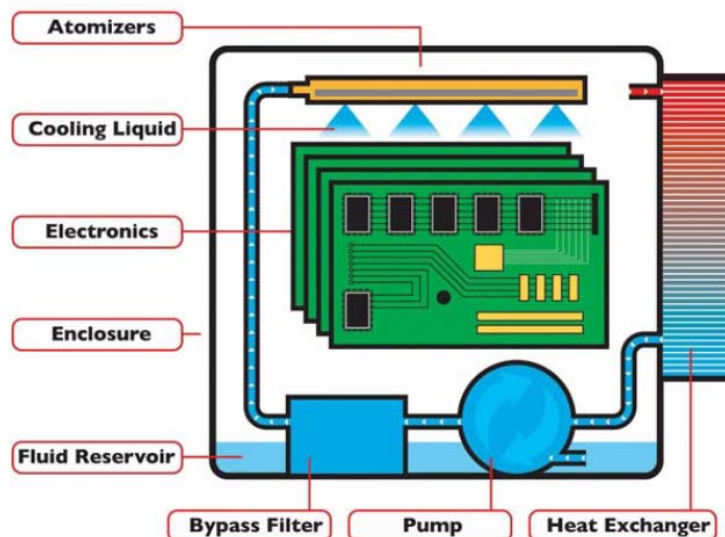 Atomizers
Cooling Liquid
Electronics
Enclosure
Fluid Reservoir
Bypass Filter
Pump
Heat Exchanger